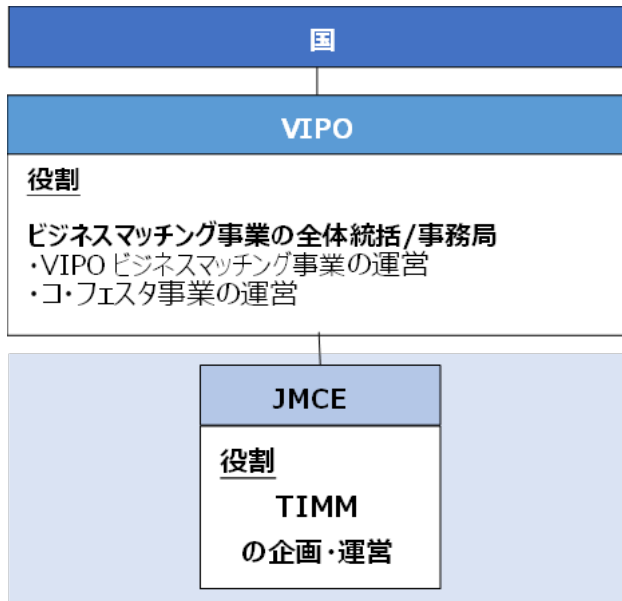 国
VIPO
役割
ビジネスマッチング事業の全体統括/事務局
・VIPO ビジネスマッチング事業の運営
・コ・フェスタ事業の運営
JMCE
役割
TIMM
の企画・運営